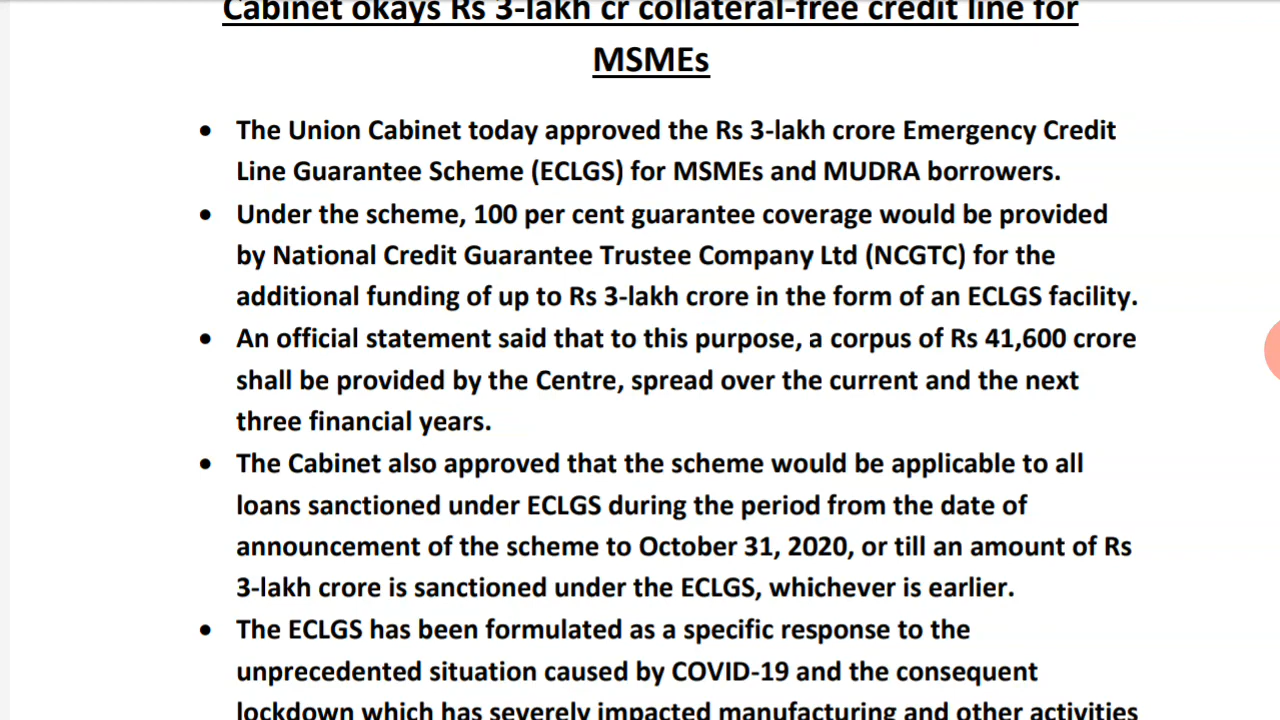 Cabinet okays Rs 3-lakh cr collateral-free credit line for
MSMEs
• The Union Cabinet today approved the Rs 3-lakh crore Emergency Credit
Line Guarantee Scheme (ECLGS) for MSMEs and MUDRA borrowers.
• Under the scheme, 100 per cent guarantee coverage would be provided
by National Credit Guarantee Trustee Company Ltd (NCGTC) for the
additional funding of up to Rs 3-lakh crore in the form of an ECLGS facility.
• An official statement said that to this purpose, a corpus of Rs 41,600 crore
shall be provided by the Centre, spread over the current and the next
three financial years.
• The Cabinet also approved that the scheme would be applicable to all
loans sanctioned under ECLGS during the period from the date of
announcement of the scheme to October 31, 2020, or till an amount of Rs
3-lakh crore is sanctioned under the ECLGS, whichever is earlier.
• The ECLGS has been formulated as a specific response to the
unprecedented situation caused by COVID-19 and the consequent
lockdown which has severely impacted manufacturing and other activities